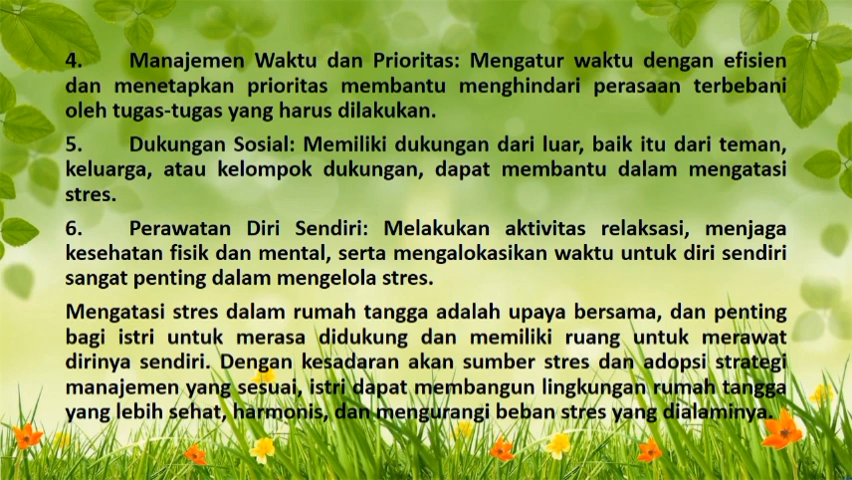 4. Manajemen Waktu dan Prioritas: Mengatur waktu dengan efisien
dan menetapkan prioritas membantu menghindari perasaan terbebani
oleh tugas-tugas yang harus dilakukan.
5. Dukungan Sosial: Memiliki dukungan dari luar, baik itu dari teman,
keluarga, atau kelompok dukungan, dapat membantu dalam mengatasi
stres.
6. Perawatan Diri Sendiri: Melakukan aktivitas relaksasi, menjaga
kesehatan fisik dan mental, serta mengalokasikan waktu untuk diri sendiri
sangat penting dalam mengelola stres.
Mengatasi stres dalam rumah tangga adalah upaya bersama, dan penting
bagi istri untuk merasa didukung dan memiliki ruang untuk merawat
dirinya sendiri. Dengan kesadaran akan sumber stres dan adopsi strategi
manajemen yang sesuai, istri dapat membangun lingkungan rumah tangga
yang lebih sehat, harmonis, dan mengurangi beban stres yang dialaminya.